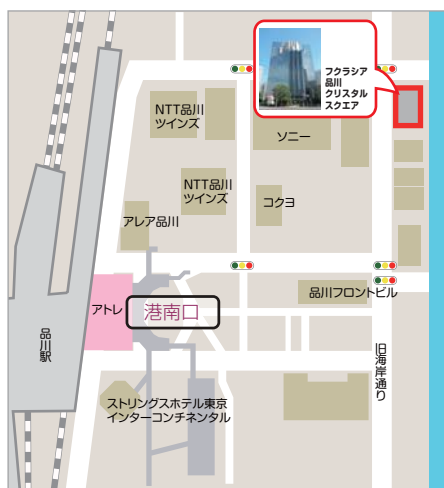 フクラシア
品川
クリスタル
スクエア
NTT品川
ツインズ
ソニー
NTT品川
ツインズ
コクヨ
アレア品川
品川フロントビル
アトレ
港南口
品川駅
旧海岸通り
ストリングスホテル東京
インターコンチネンタル